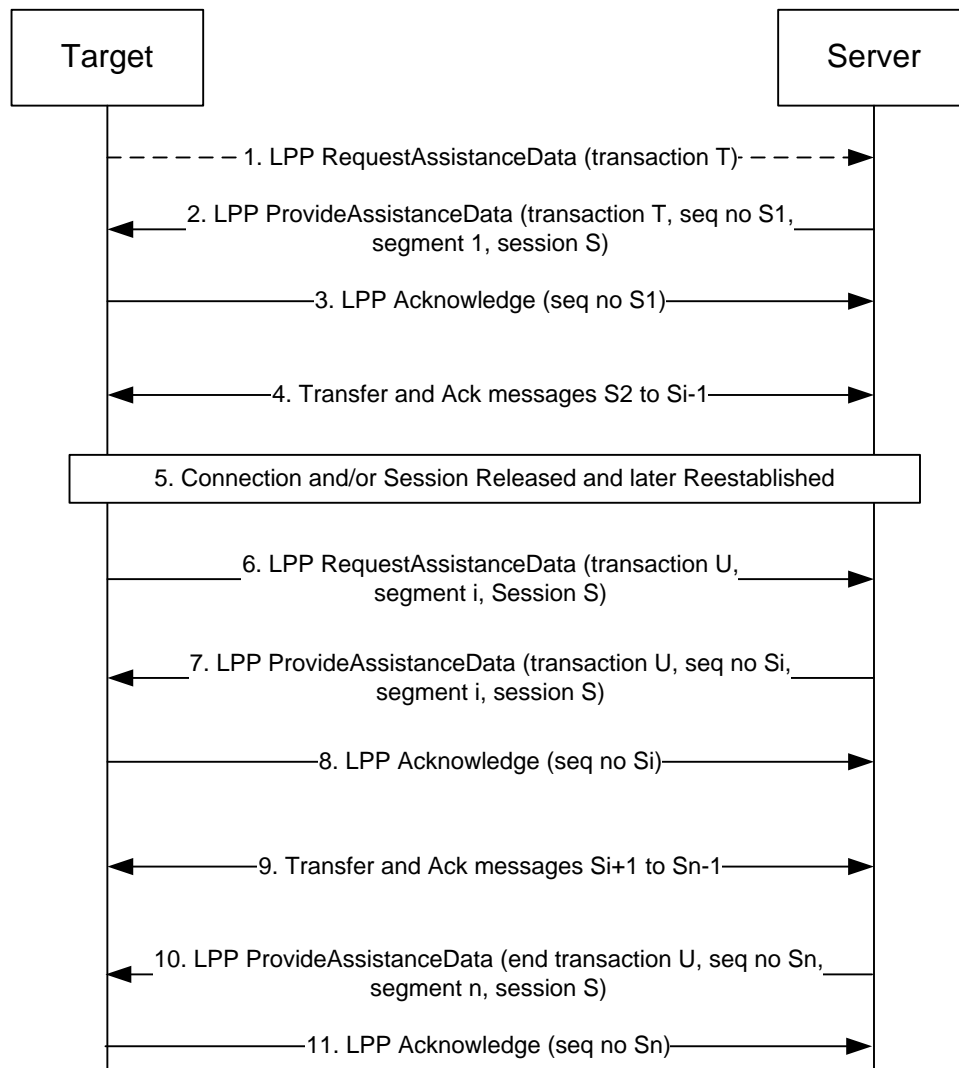 Target
Server
1. LPP RequestAssistanceData (transaction T)
2. LPP ProvideAssistanceData (transaction T, seq no S1,
segment 1, session S)
3. LPP Acknowledge (seq no S1)
4. Transfer and Ack messages S2 to Si-1
5. Connection and/or Session Released and later Reestablished
6. LPP RequestAssistanceData (transaction U,
segment i, Session S)
7. LPP ProvideAssistanceData (transaction U, seq no Si,
segment i, session S)
8. LPP Acknowledge (seq no Si)
9. Transfer and Ack messages Si+1 to Sn-1
10. LPP ProvideAssistanceData (end transaction U, seq no Sn,
segment n, session S)
11. LPP Acknowledge (seq no Sn)